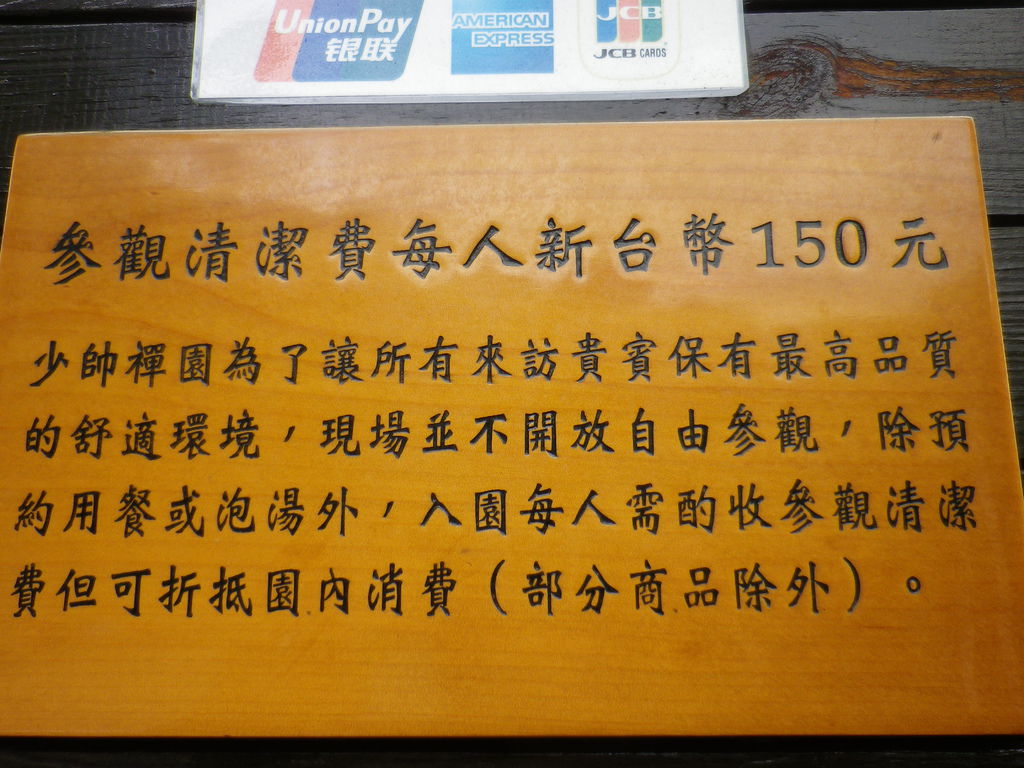 UnionPay
银联
AMERICAN
EXPRESS
JCB
JCB CARDS
參觀清潔費每人新台幣150元
少帥禪園為了讓所有來訪貴賓保有最高品質
的舒適環境，現場並不開放自由參觀，除預
約用餐或泡湯外，入園每人需酌收參觀清潔
費但可折抵園內消費（部分商品除外）。